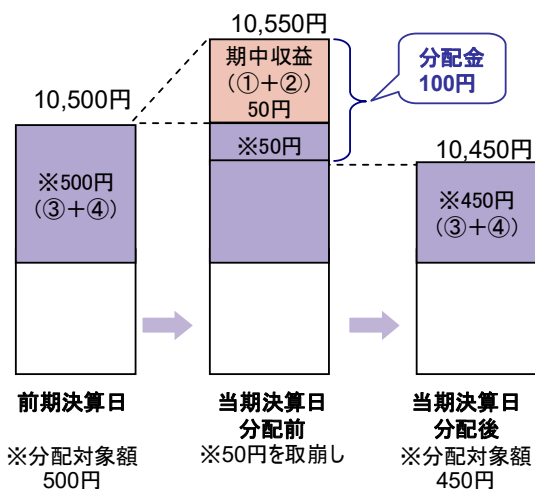 10,550円
期中収益
(①+②)
50円
分配金
100円
10,500円
※50円
10,450円
※500円
(③+④)
※450円
(③+④)
前期決算日
当期決算日
分配前
当期決算日
分配後
※分配対象額
500円
※50円を取崩し
※分配対象額
450円